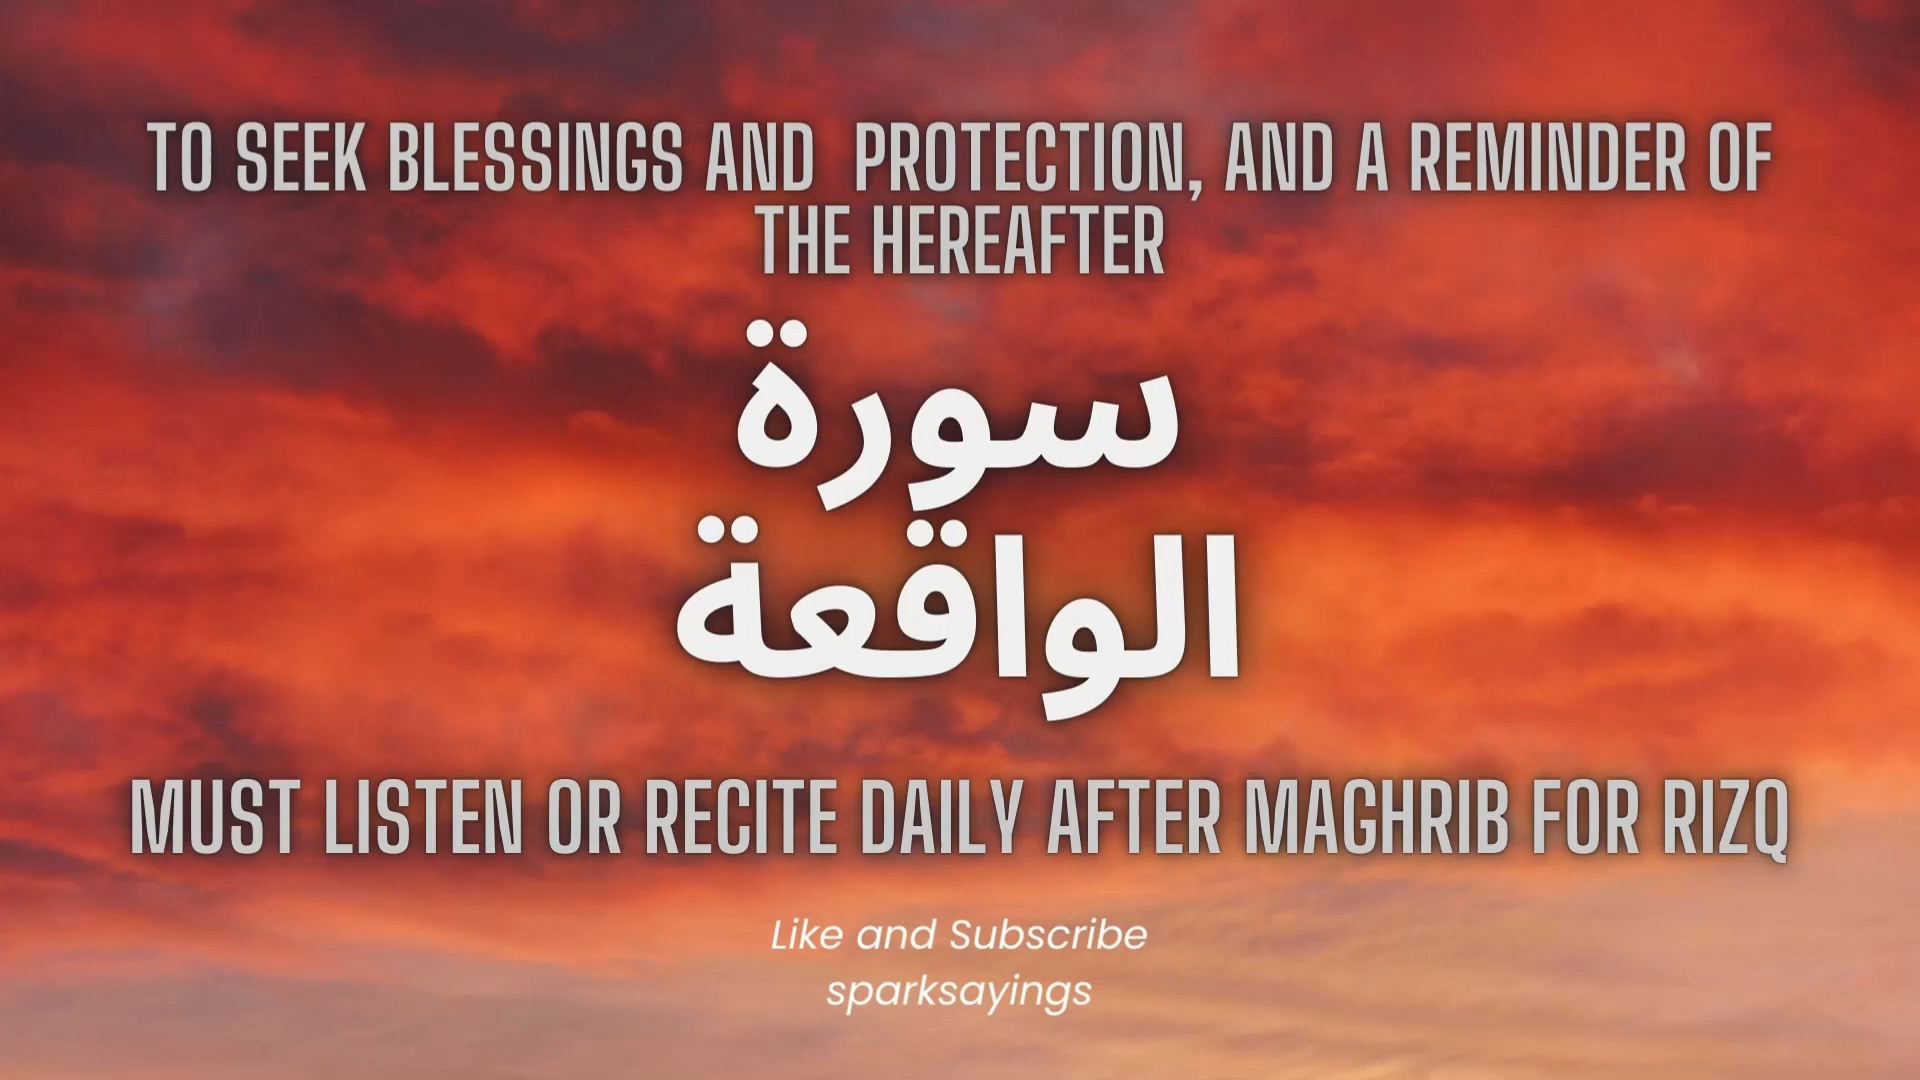 TO SEEK BLESSINGS AND PROTECTION, AND A REMINDER OF
THE HEREAFTER
سورة
الواقعة
MUST LISTEN OR RECITE DAILY AFTER MAGHRIB FOR RIZQ
Like and Subscribe
sparksayings